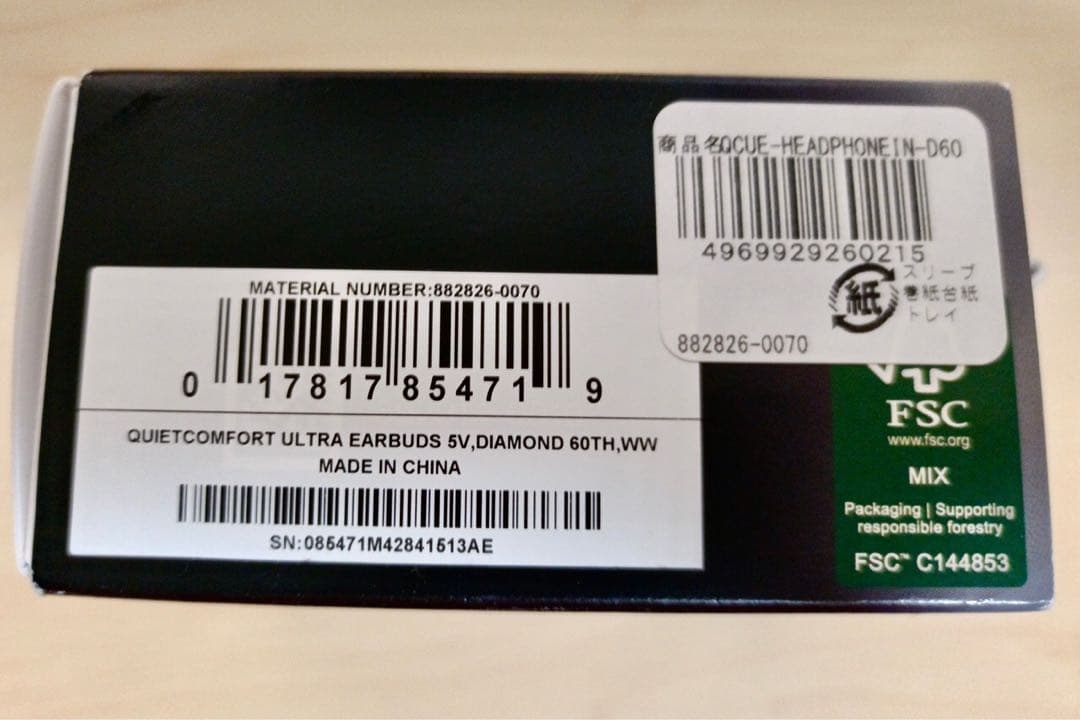 商品名QCUE-HEADPHONEIN-D60
4969929260215
紙
スリーブ
巻紙台紙
トレイ
882826-0070
MATERIAL NUMBER:882826-0070
0 17817 85471 9
QUIETCOMFORT ULTRA EARBUDS 5V,DIAMOND 60TH,WW
MADE IN CHINA
SN:085471M42841513AE
FSC
www.fsc.org
MIX
Packaging | Supporting
responsible forestry
FSC™ C144853